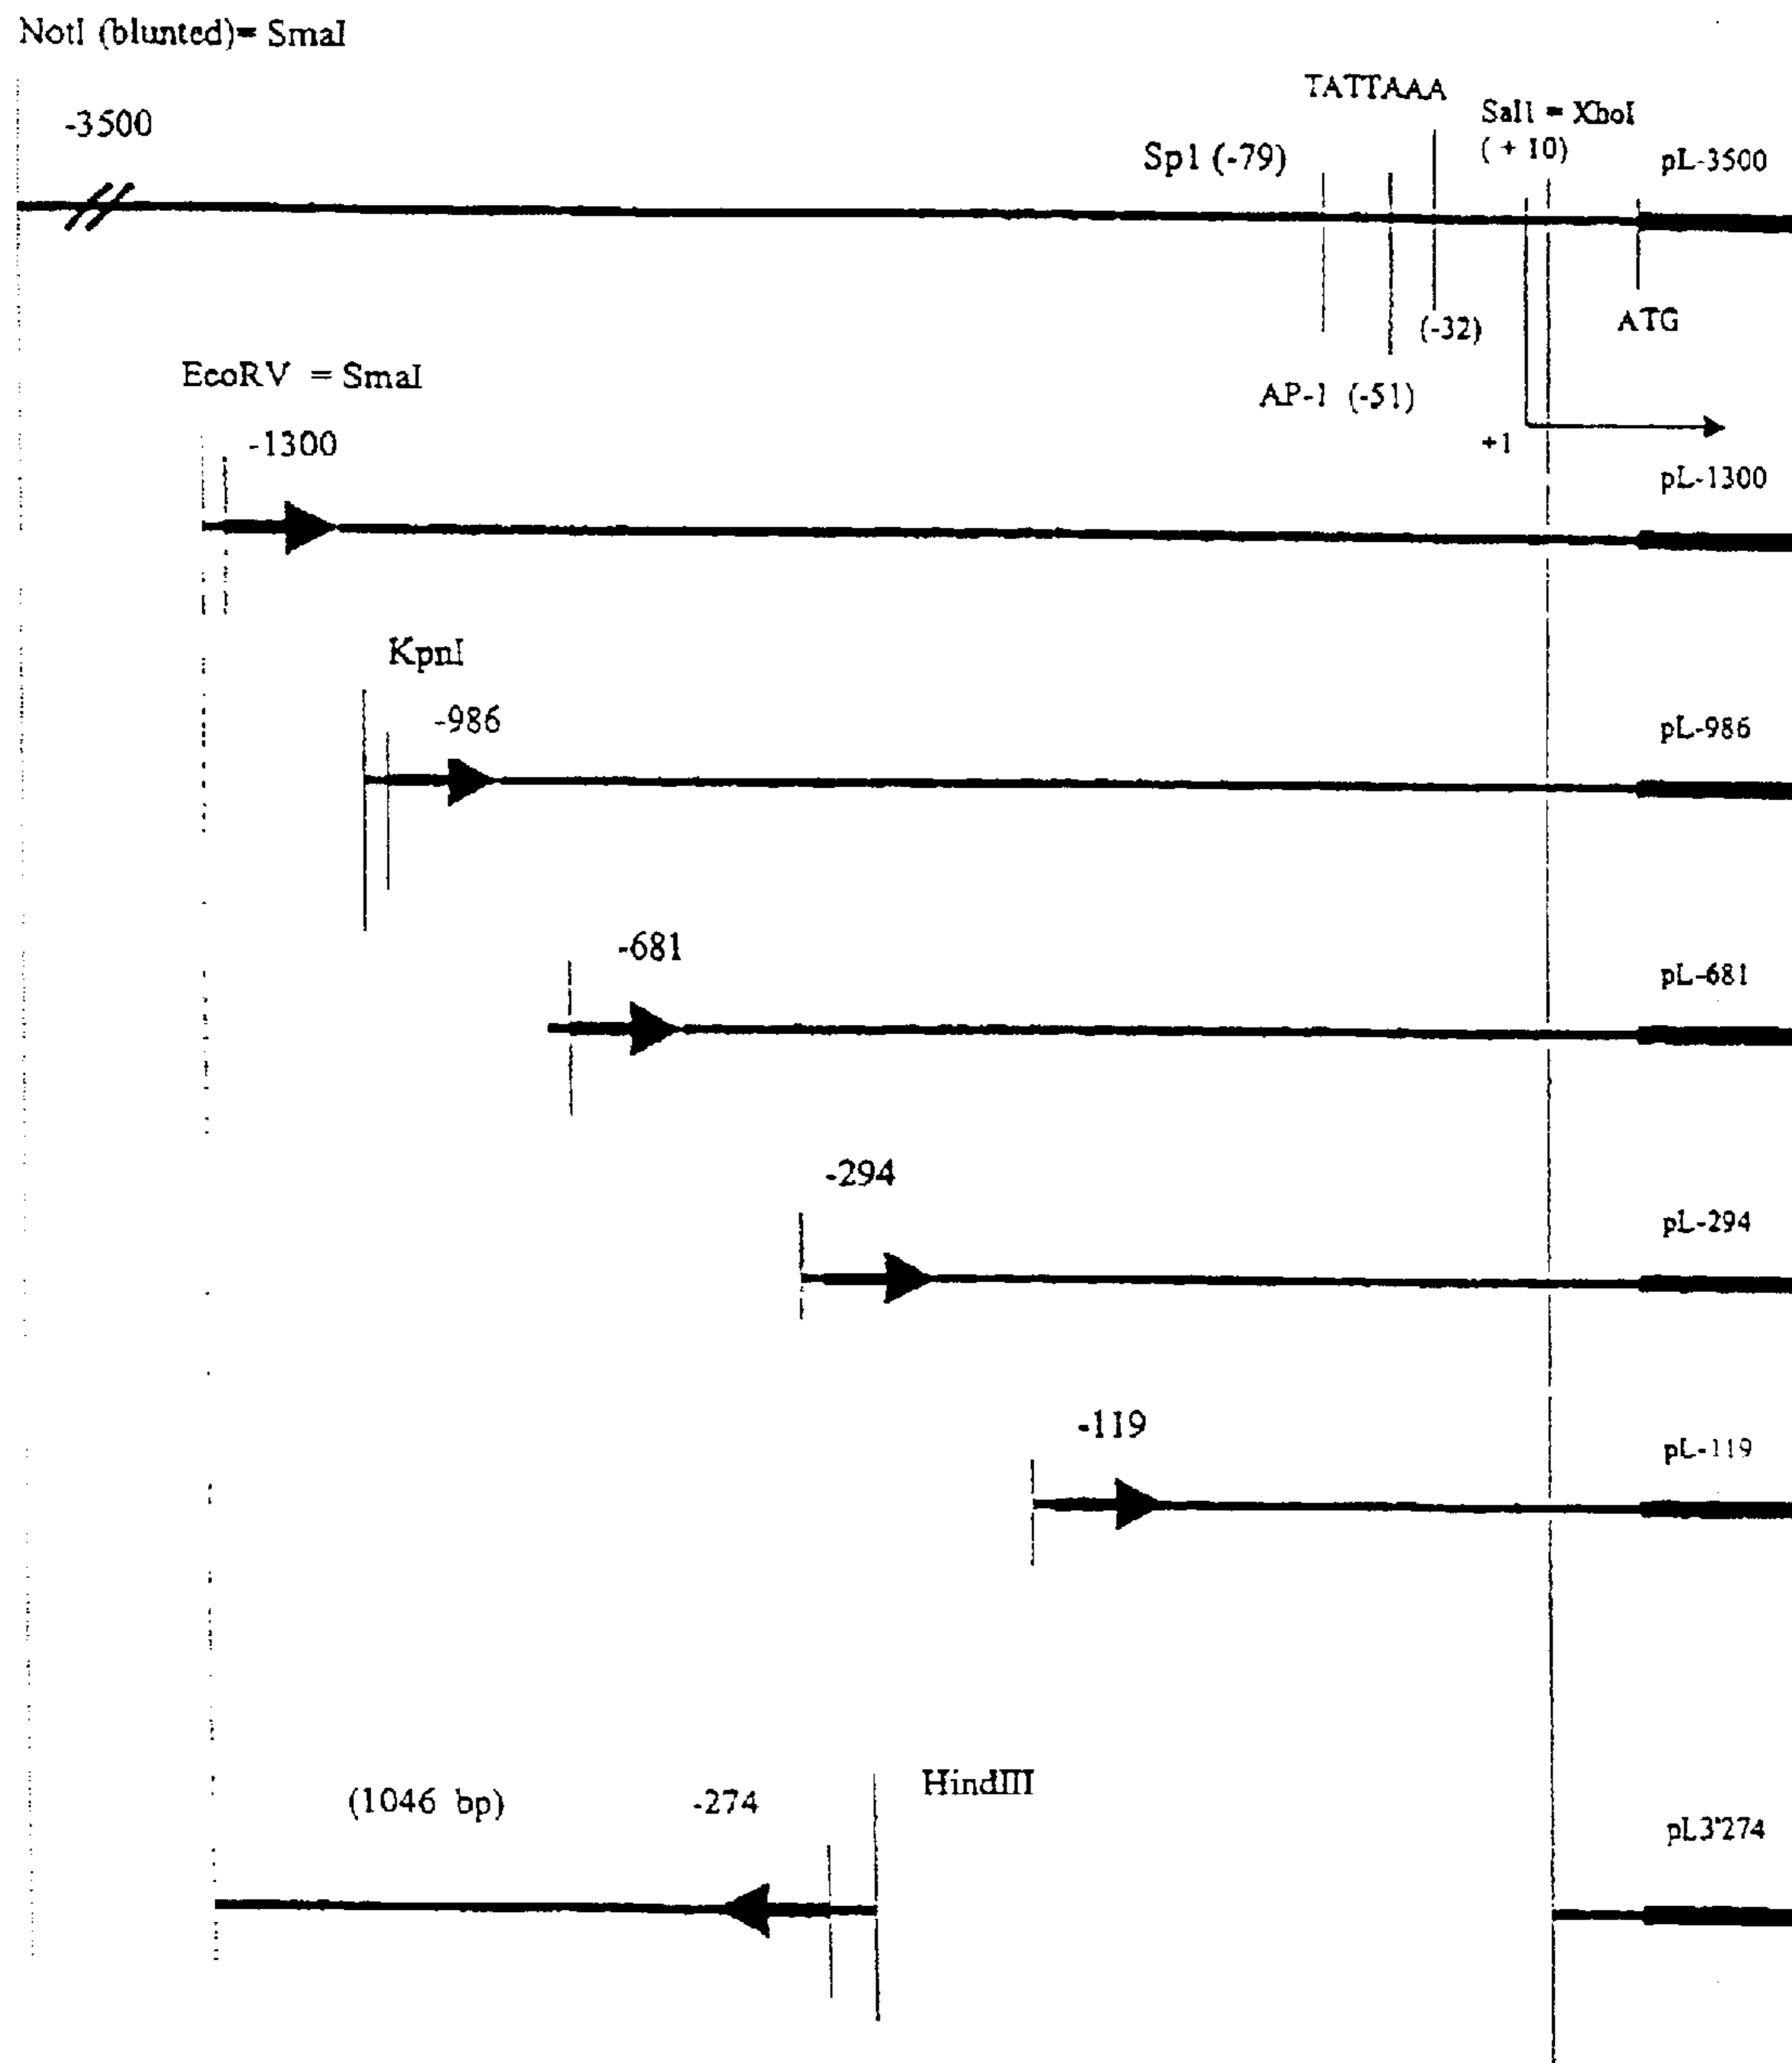 NotI (blunted)= SmaI
-3500
TATTAAA
SalI = XhoI
Sp1 (-79)
( + 10)
pL-3500
(-32)
ATG
EcoRV = SmaI
AP-1 (-51)
+1
-1300
pL-1300
KpnI
-986
pL-986
-681
pL-681
-294
pL-294
-119
pL-119
HindIII
(1046 bp)
-274
pL3'274